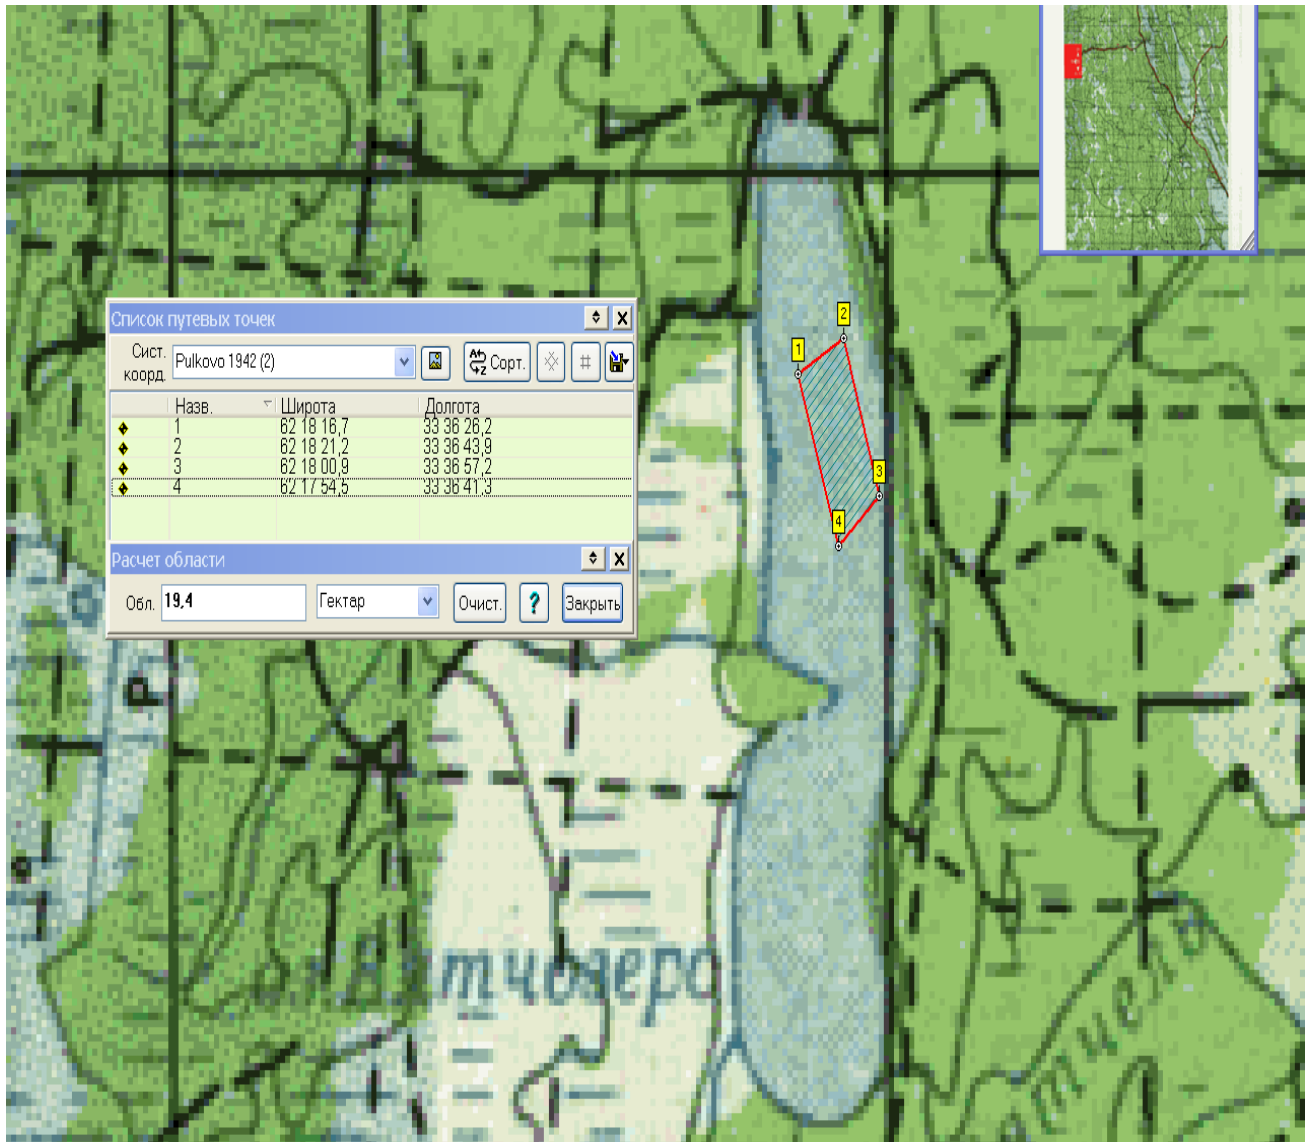 2
1
3
4
Список путевых точек
Сист. коорд. Pulkovo 1942 (2) Сорт.
Назв. Широта Долгота
1 62 18 16,7 33 36 26,2
2 62 18 21,2 33 36 43,9
3 62 18 00,9 33 36 57,2
4 62 17 54,5 33 36 41,3
Расчет области
Обл. 19,4 Гектар Очист. ? Закрыть